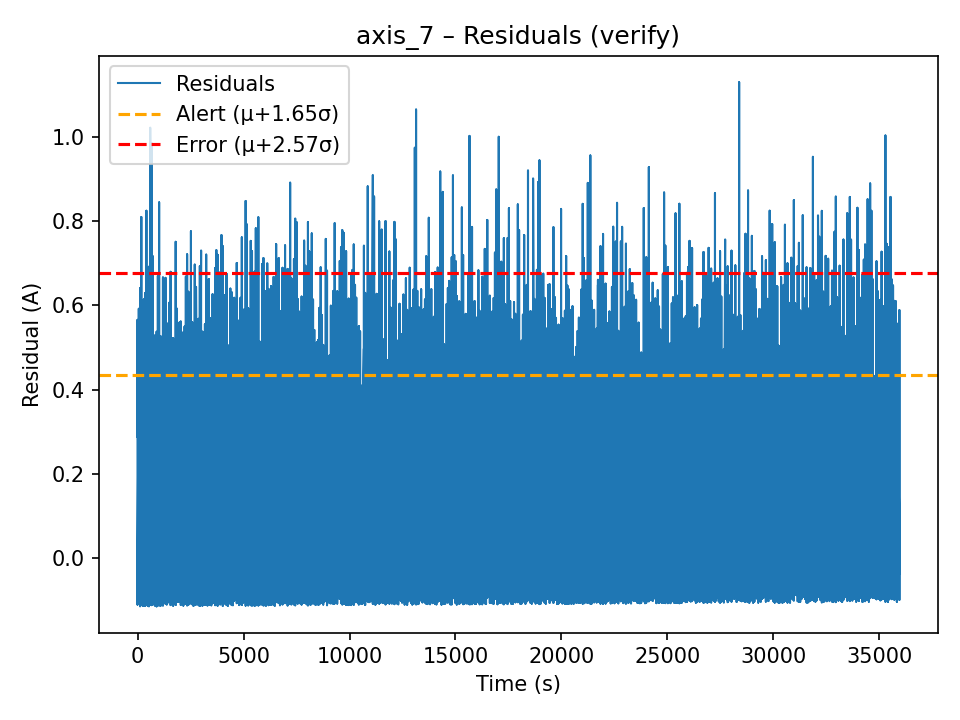 axis_7 – Residuals (verify)
Residuals
Alert (μ+1.65σ)
Error (μ+2.57σ)
Residual (A)
1.0
0.8
0.6
0.4
0.2
0.0
0 5000 10000 15000 20000 25000 30000 35000
Time (s)